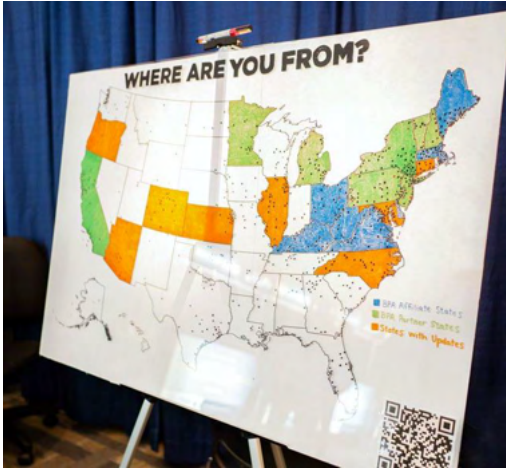 WHERE ARE YOU FROM?
BPA Affiliate States
BPA Partner States
States with Updates